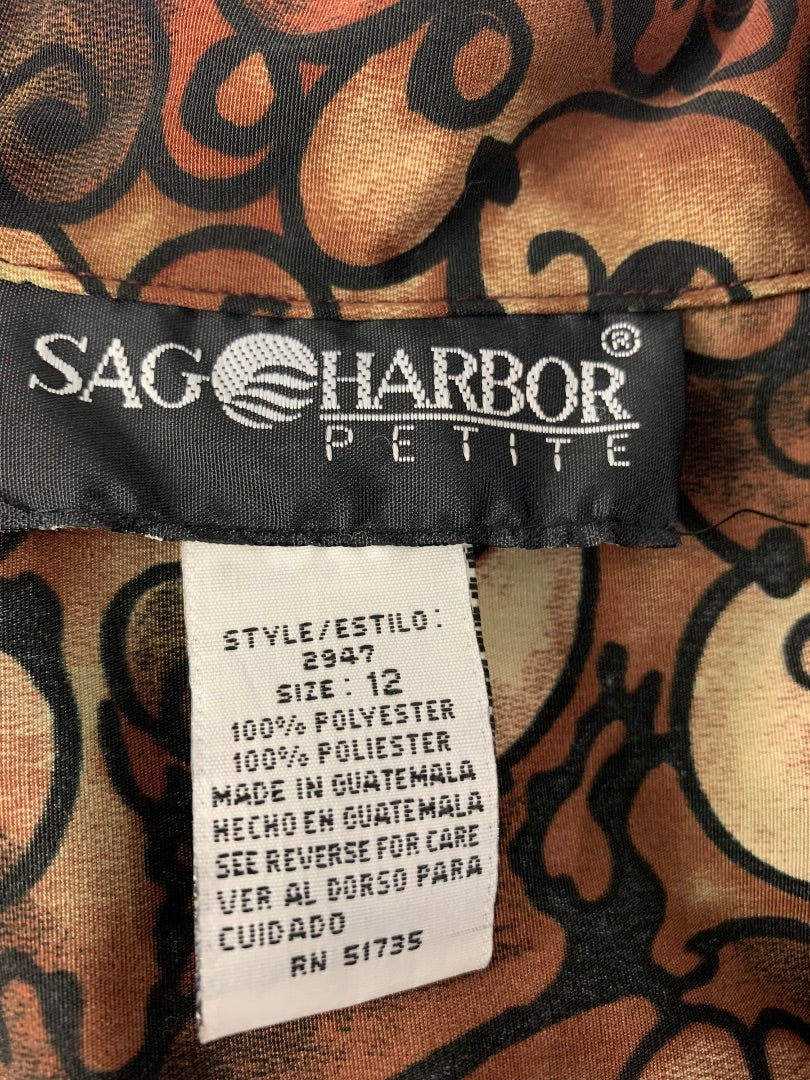 SAG HARBOR®
PETITE
STYLE/ESTILO:
2947
SIZE: 12
100% POLYESTER
100% POLIESTER
MADE IN GUATEMALA
HECHO EN GUATEMALA
SEE REVERSE FOR CARE
VER AL DORSO PARA
CUIDADO
RN 51735